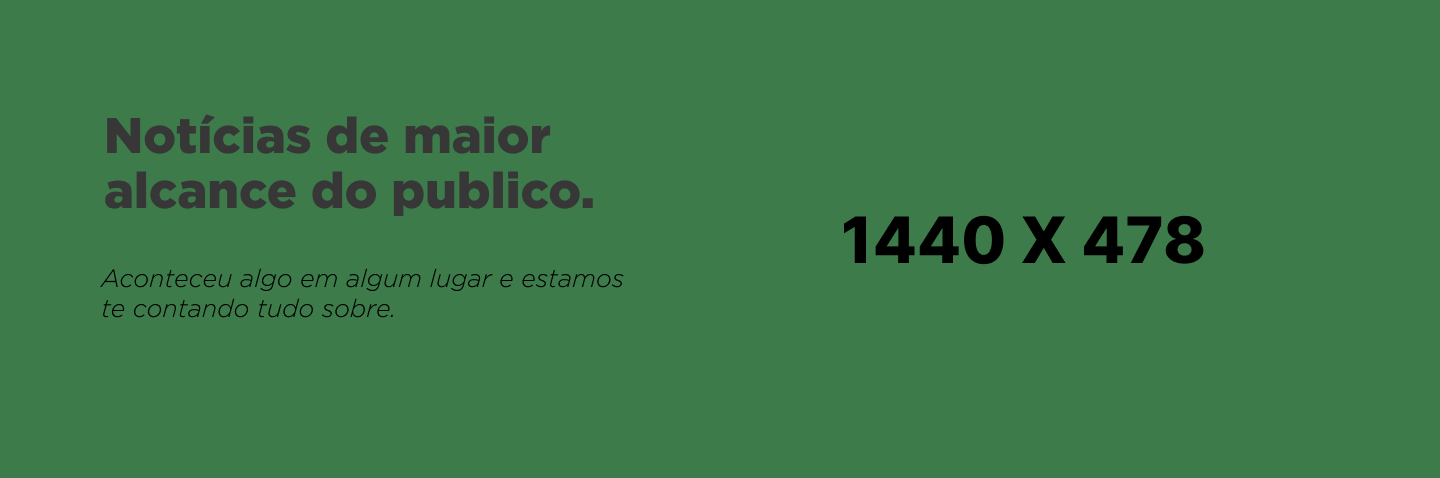 Notícias de maior
alcance do publico.
Aconteceu algo em algum lugar e estamos
te contando tudo sobre.
1440 X 478